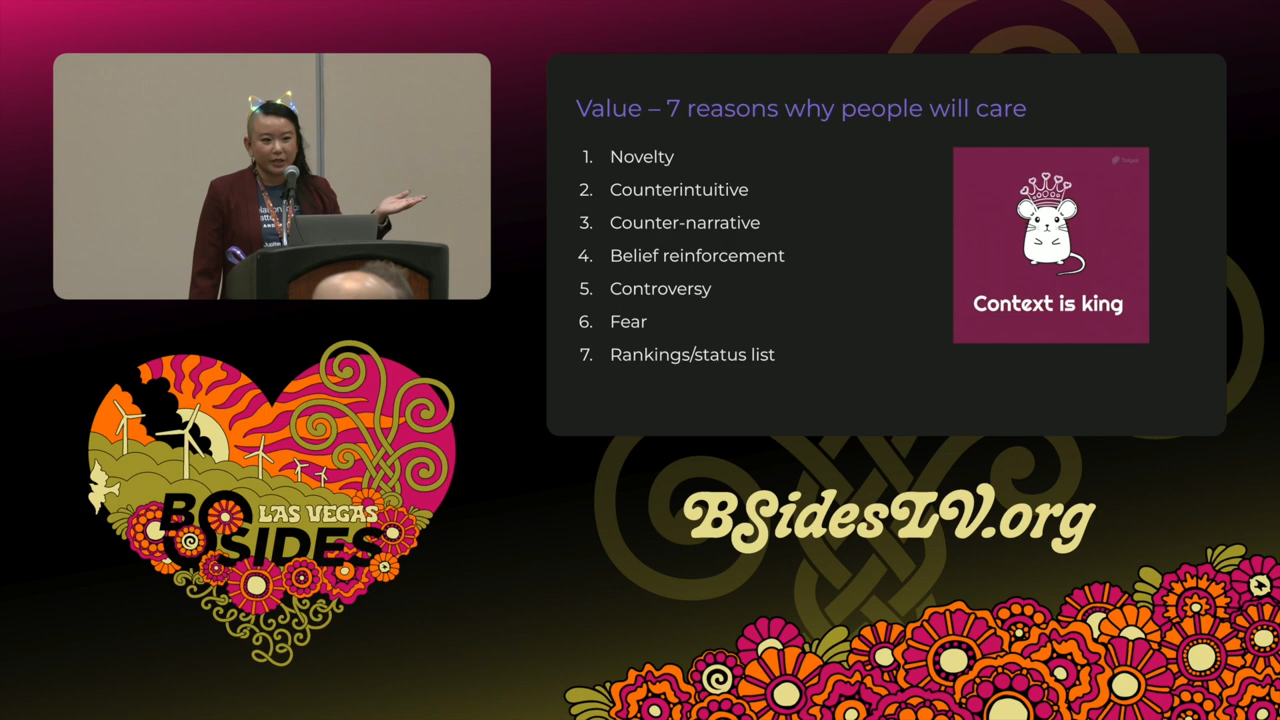 Value – 7 reasons why people will care
1. Novelty
2. Counterintuitive
3. Counter-narrative
4. Belief reinforcement
5. Controversy
6. Fear
7. Rankings/status list
Context is king
Jupiter
LAS VEGAS
BSIDES
BSidesLV.org